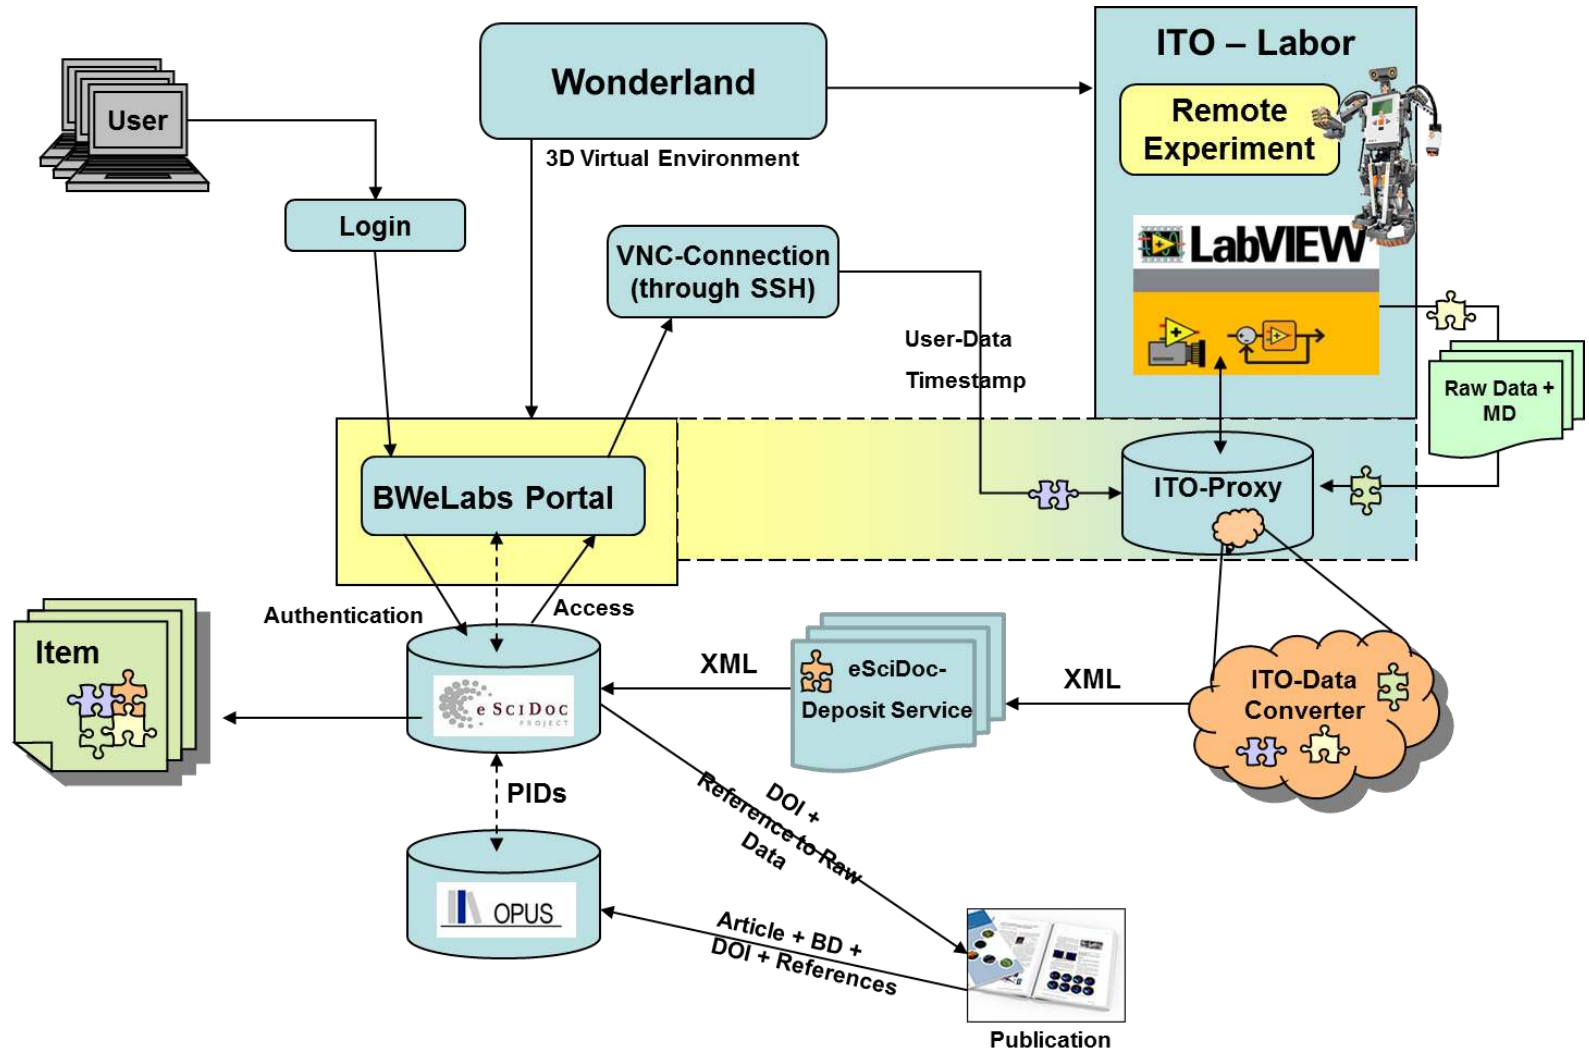 User
Wonderland
3D Virtual Environment
ITO – Labor
Remote
Experiment
Login
VNC-Connection
(through SSH)
LabVIEW
User-Data
Timestamp
Raw Data +
MD
BWeLabs Portal
ITO-Proxy
Authentication
Access
Item
e SciDoc
PROJECT
XML
eSciDoc-
Deposit Service
XML
ITO-Data
Converter
PIDs
DOI +
Reference to Raw
Data
OPUS
Article + BD +
DOI + References
Publication